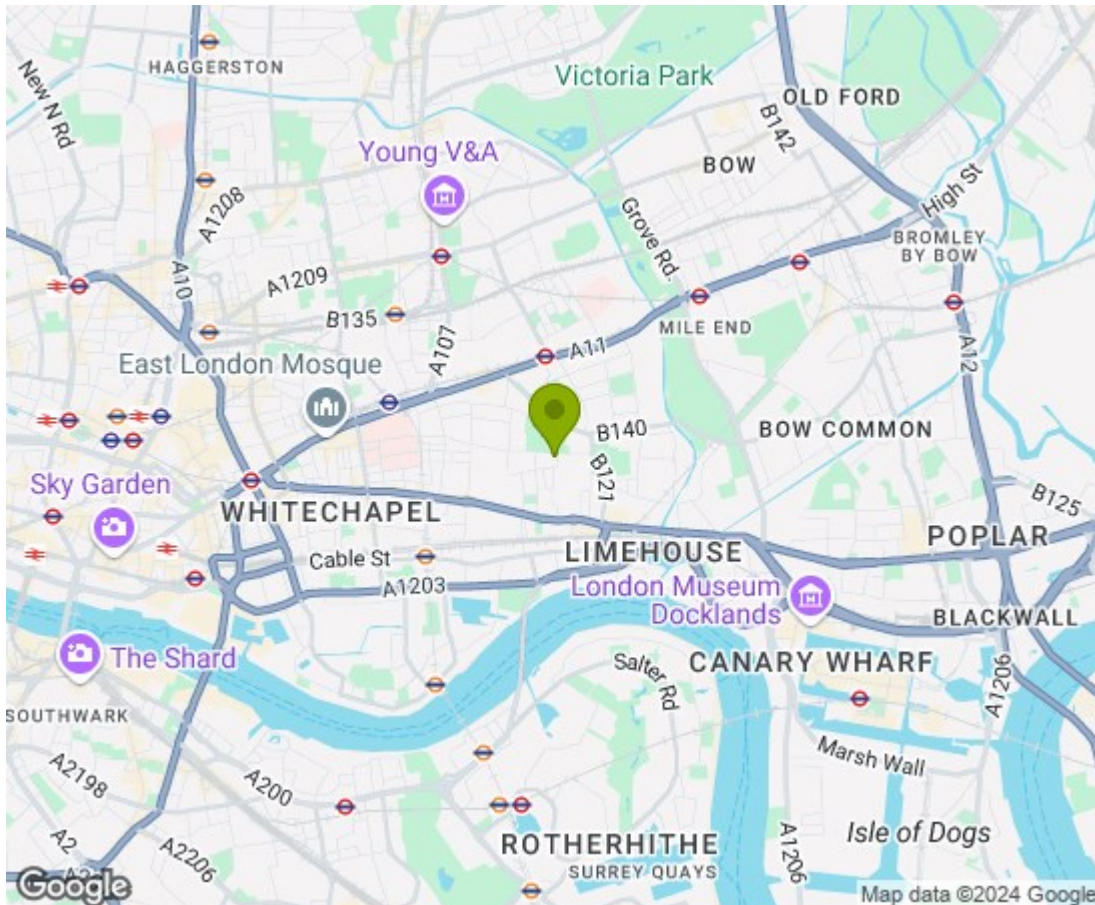 HAGGERSTON
New N Rd
Victoria Park
OLD FORD
B142
Young V&A
BOW
High St
A1208
Grove Rd.
BROMLEY
BY BOW
A10
A1209
B135
MILE END
A107
A11
A12
East London Mosque
B140
BOW COMMON
B121
Sky Garden
B125
WHITECHAPEL
POPLAR
Cable St
LIMEHOUSE
A1203
London Museum
Docklands
BLACKWALL
The Shard
Salter Rd
CANARY WHARF
A1206
SOUTHWARK
Marsh Wall
A2198
A200
ROTHERHITHE
SURREY QUAYS
A1206
Isle of Dogs
A2
A2206
Google
Map data ©2024 Google